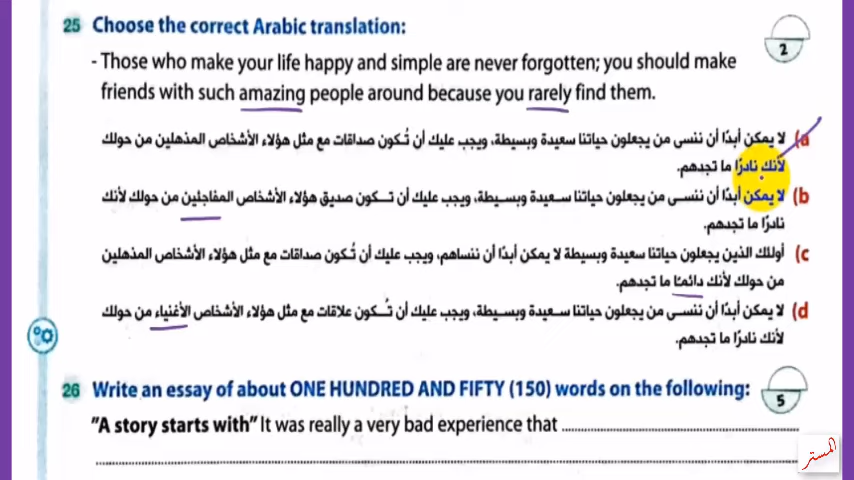 25 Choose the correct Arabic translation:
2
- Those who make your life happy and simple are never forgotten; you should make
friends with such amazing people around because you rarely find them.
a) لا يمكن أبدًا أن ننسى من يجعلون حياتنا سعيدة وبسيطة، ويجب عليك أن تُكون صداقات مع مثل هؤلاء الأشخاص المذهلين من حولك
لأنك نادرًا ما تجدهم.
b) لا يمكن أبدًا أن ننسـى من يجعلون حياتنا سـعيدة وبسـيطة، ويجب عليك أن تـكون صديق هؤلاء الأشخاص المفاجئين من حولك لأنك
نادرًا ما تجدهم.
c) أولئك الذين يجعلون حياتنا سعيدة وبسيطة لا يمكن أبدًا أن ننساهم، ويجب عليك أن تُكون صداقات مع مثل هؤلاء الأشخاص المذهلين
من حولك لأنك دائمًا ما تجدهم.
d) لا يمكن أبدًا أن ننسـى من يجعلون حياتنا سـعيدة وبسـيطة، ويجب عليك أن تُـكون علاقات مع مثل هؤلاء الأشخاص الأغنياء من حولك
لأنك نادرًا ما تجدهم.
26 Write an essay of about ONE HUNDRED AND FIFTY (150) words on the following:
5
"A story starts with" It was really a very bad experience that ........................
المستر